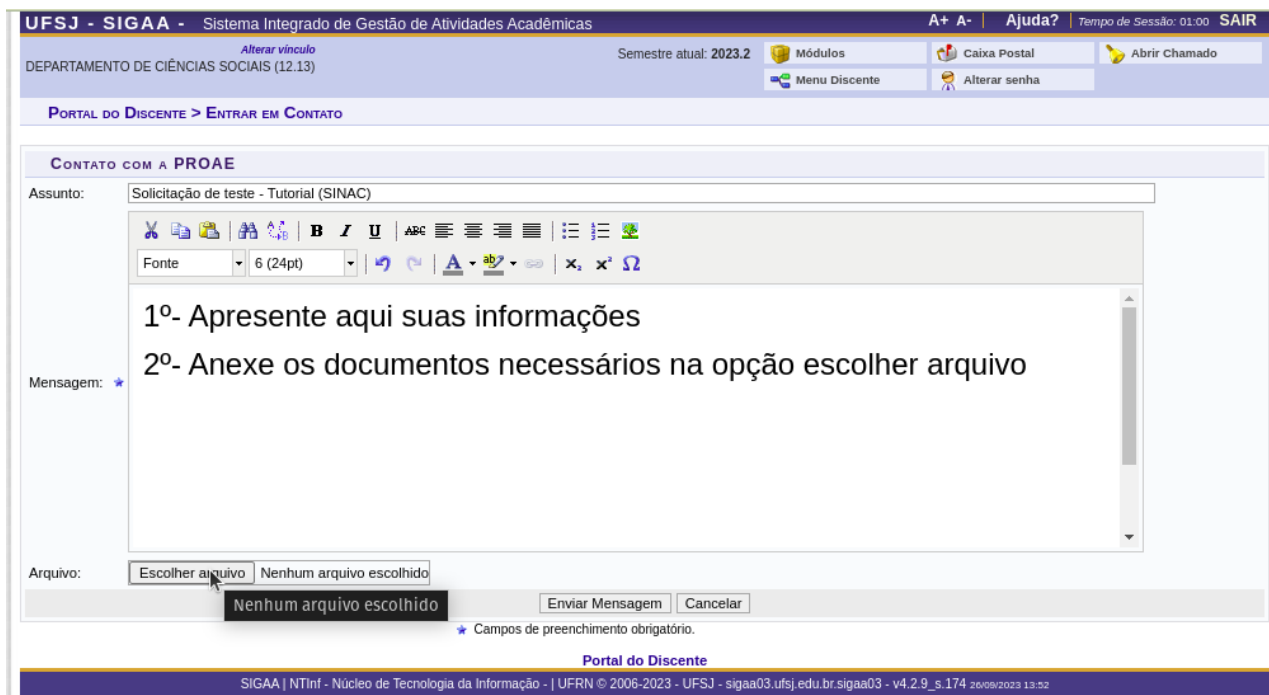 UFSJ - SIGAA - Sistema Integrado de Gestão de Atividades Acadêmicas A+ A- | Ajuda? | Tempo de Sessão: 01:00 SAIR
Alterar vínculo
DEPARTAMENTO DE CIÊNCIAS SOCIAIS (12.13)
Semestre atual: 2023.2
Módulos Caixa Postal Abrir Chamado
Menu Discente Alterar senha
Portal do Discente > Entrar em Contato
Contato com a PROAE
Assunto: Solicitação de teste - Tutorial (SINAC)
B I U ABC
Fonte 6 (24pt) A ab x₂ x² Ω
1º- Apresente aqui suas informações
2º- Anexe os documentos necessários na opção escolher arquivo
Mensagem:
Arquivo: Escolher arquivo Nenhum arquivo escolhido
Nenhum arquivo escolhido
Enviar Mensagem Cancelar
Campos de preenchimento obrigatório.
Portal do Discente
SIGAA | NTInf - Núcleo de Tecnologia da Informação - | UFRN © 2006-2023 - UFSJ - sigaa03.ufsj.edu.br.sigaa03 - v4.2.9_s.174 26/09/2023 13:52